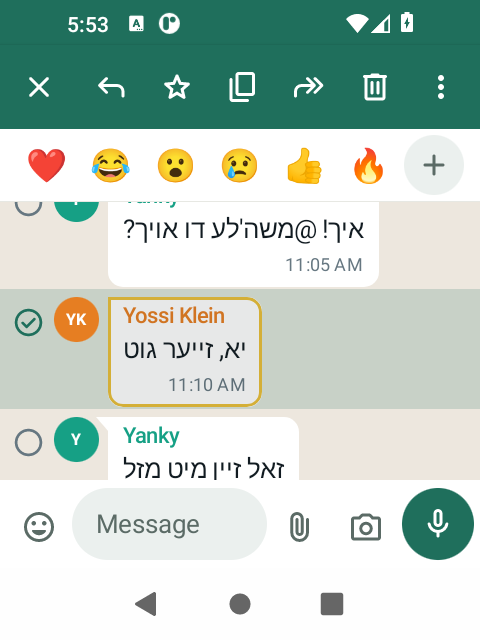 5:53
A
Yanky
איך! @משה'לע דו אויך?
11:05 AM
YK
Yossi Klein
יא, זייער גוט
11:10 AM
Y
Yanky
זאל זיין מיט מזל
Message